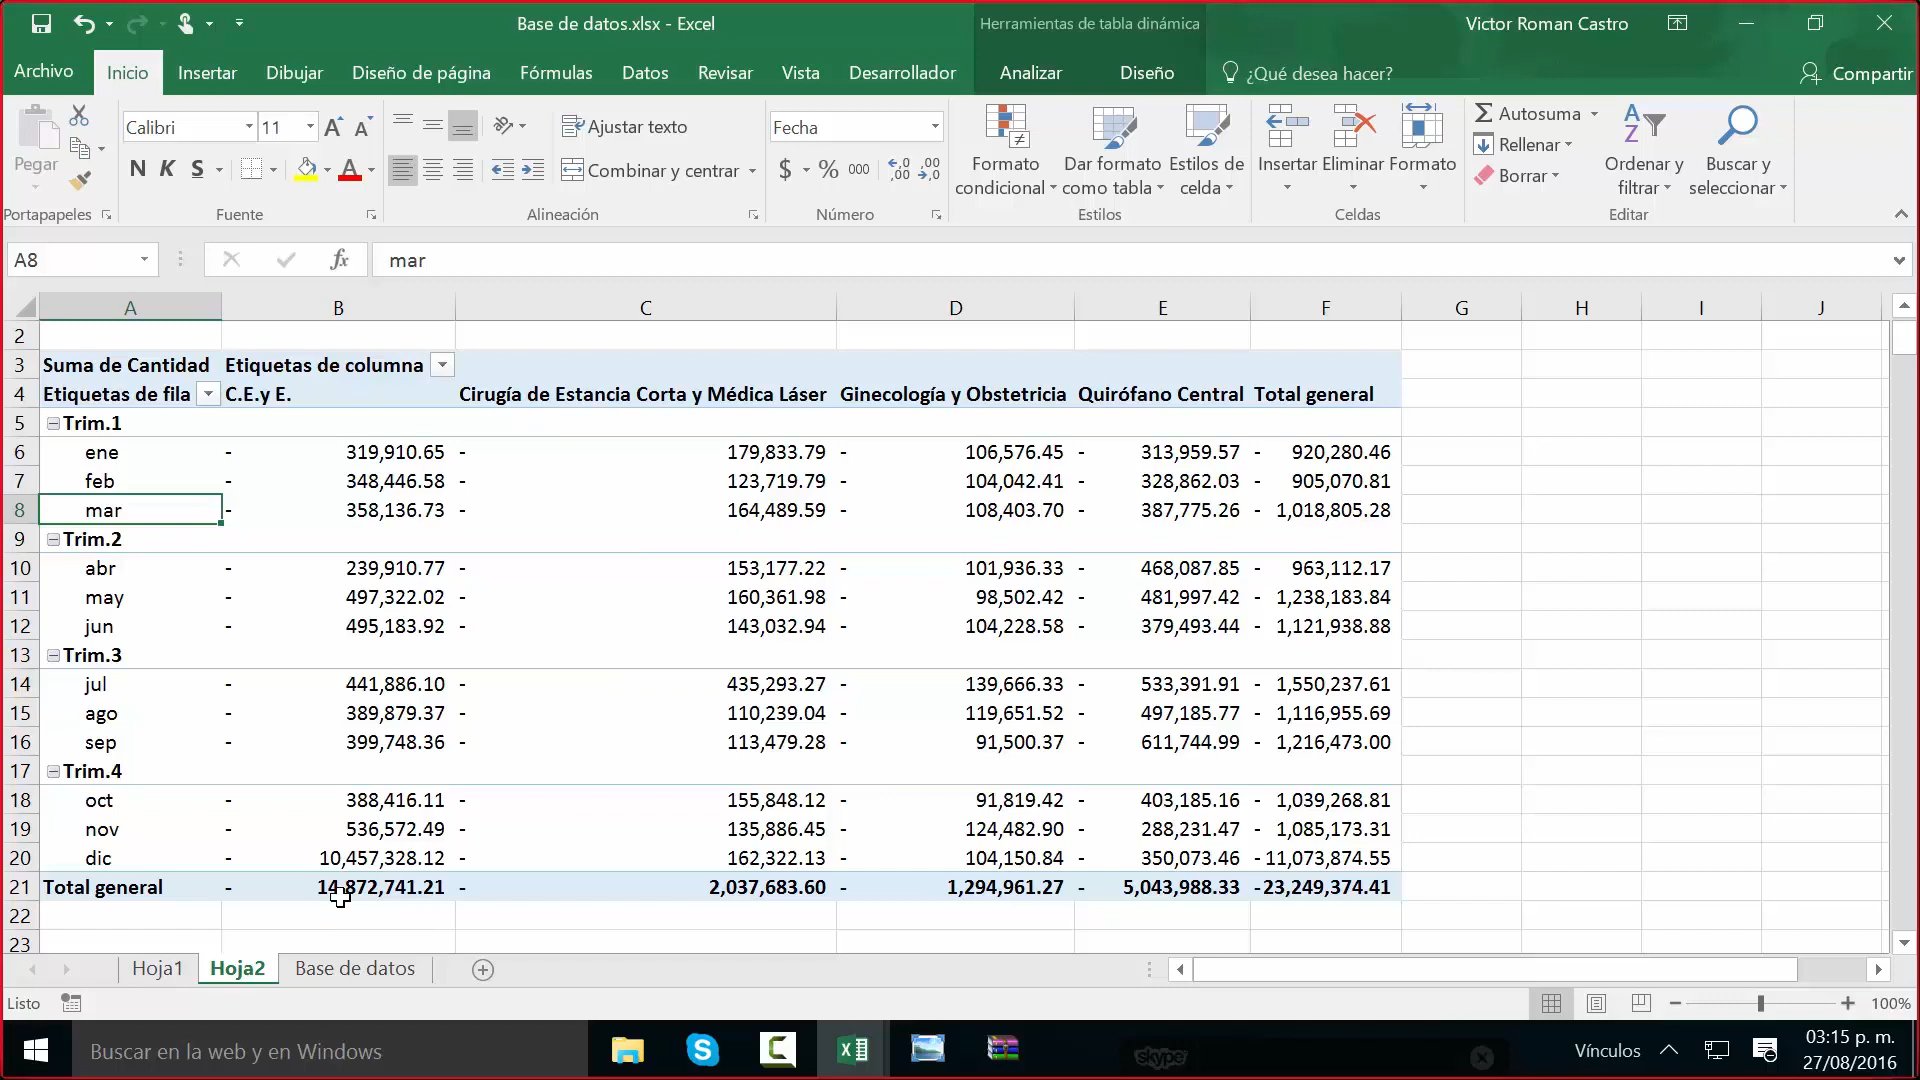 Base de datos.xlsx - Excel
Herramientas de tabla dinámica
Victor Roman Castro
Archivo Inicio Insertar Dibujar Diseño de página Fórmulas Datos Revisar Vista Desarrollador Analizar Diseño ¿Qué desea hacer? Compartir
Pegar
Calibri 11
N K S
Ajustar texto
Combinar y centrar
Fecha
$ % 000
Formato condicional
Dar formato como tabla
Estilos de celda
Insertar Eliminar Formato
Autosuma
Rellenar
Borrar
Ordenar y filtrar
Buscar y seleccionar
Portapapeles Fuente Alineación Número Estilos Celdas Editar
A8 fx mar
A B C D E F G H I J
2
3 Suma de Cantidad Etiquetas de columna
4 Etiquetas de fila C.E.y E. Cirugía de Estancia Corta y Médica Láser Ginecología y Obstetricia Quirófano Central Total general
5 Trim.1
6 ene - 319,910.65 - 179,833.79 - 106,576.45 - 313,959.57 - 920,280.46
7 feb - 348,446.58 - 123,719.79 - 104,042.41 - 328,862.03 - 905,070.81
8 mar - 358,136.73 - 164,489.59 - 108,403.70 - 387,775.26 - 1,018,805.28
9 Trim.2
10 abr - 239,910.77 - 153,177.22 - 101,936.33 - 468,087.85 - 963,112.17
11 may - 497,322.02 - 160,361.98 - 98,502.42 - 481,997.42 - 1,238,183.84
12 jun - 495,183.92 - 143,032.94 - 104,228.58 - 379,493.44 - 1,121,938.88
13 Trim.3
14 jul - 441,886.10 - 435,293.27 - 139,666.33 - 533,391.91 - 1,550,237.61
15 ago - 389,879.37 - 110,239.04 - 119,651.52 - 497,185.77 - 1,116,955.69
16 sep - 399,748.36 - 113,479.28 - 91,500.37 - 611,744.99 - 1,216,473.00
17 Trim.4
18 oct - 388,416.11 - 155,848.12 - 91,819.42 - 403,185.16 - 1,039,268.81
19 nov - 536,572.49 - 135,886.45 - 124,482.90 - 288,231.47 - 1,085,173.31
20 dic - 10,457,328.12 - 162,322.13 - 104,150.84 - 350,073.46 - 11,073,874.55
21 Total general - 14,872,741.21 - 2,037,683.60 - 1,294,961.27 - 5,043,988.33 -23,249,374.41
22
23
Hoja1 Hoja2 Base de datos
Listo 100%
Buscar en la web y en Windows
skype
Vínculos
03:15 p. m.
27/08/2016